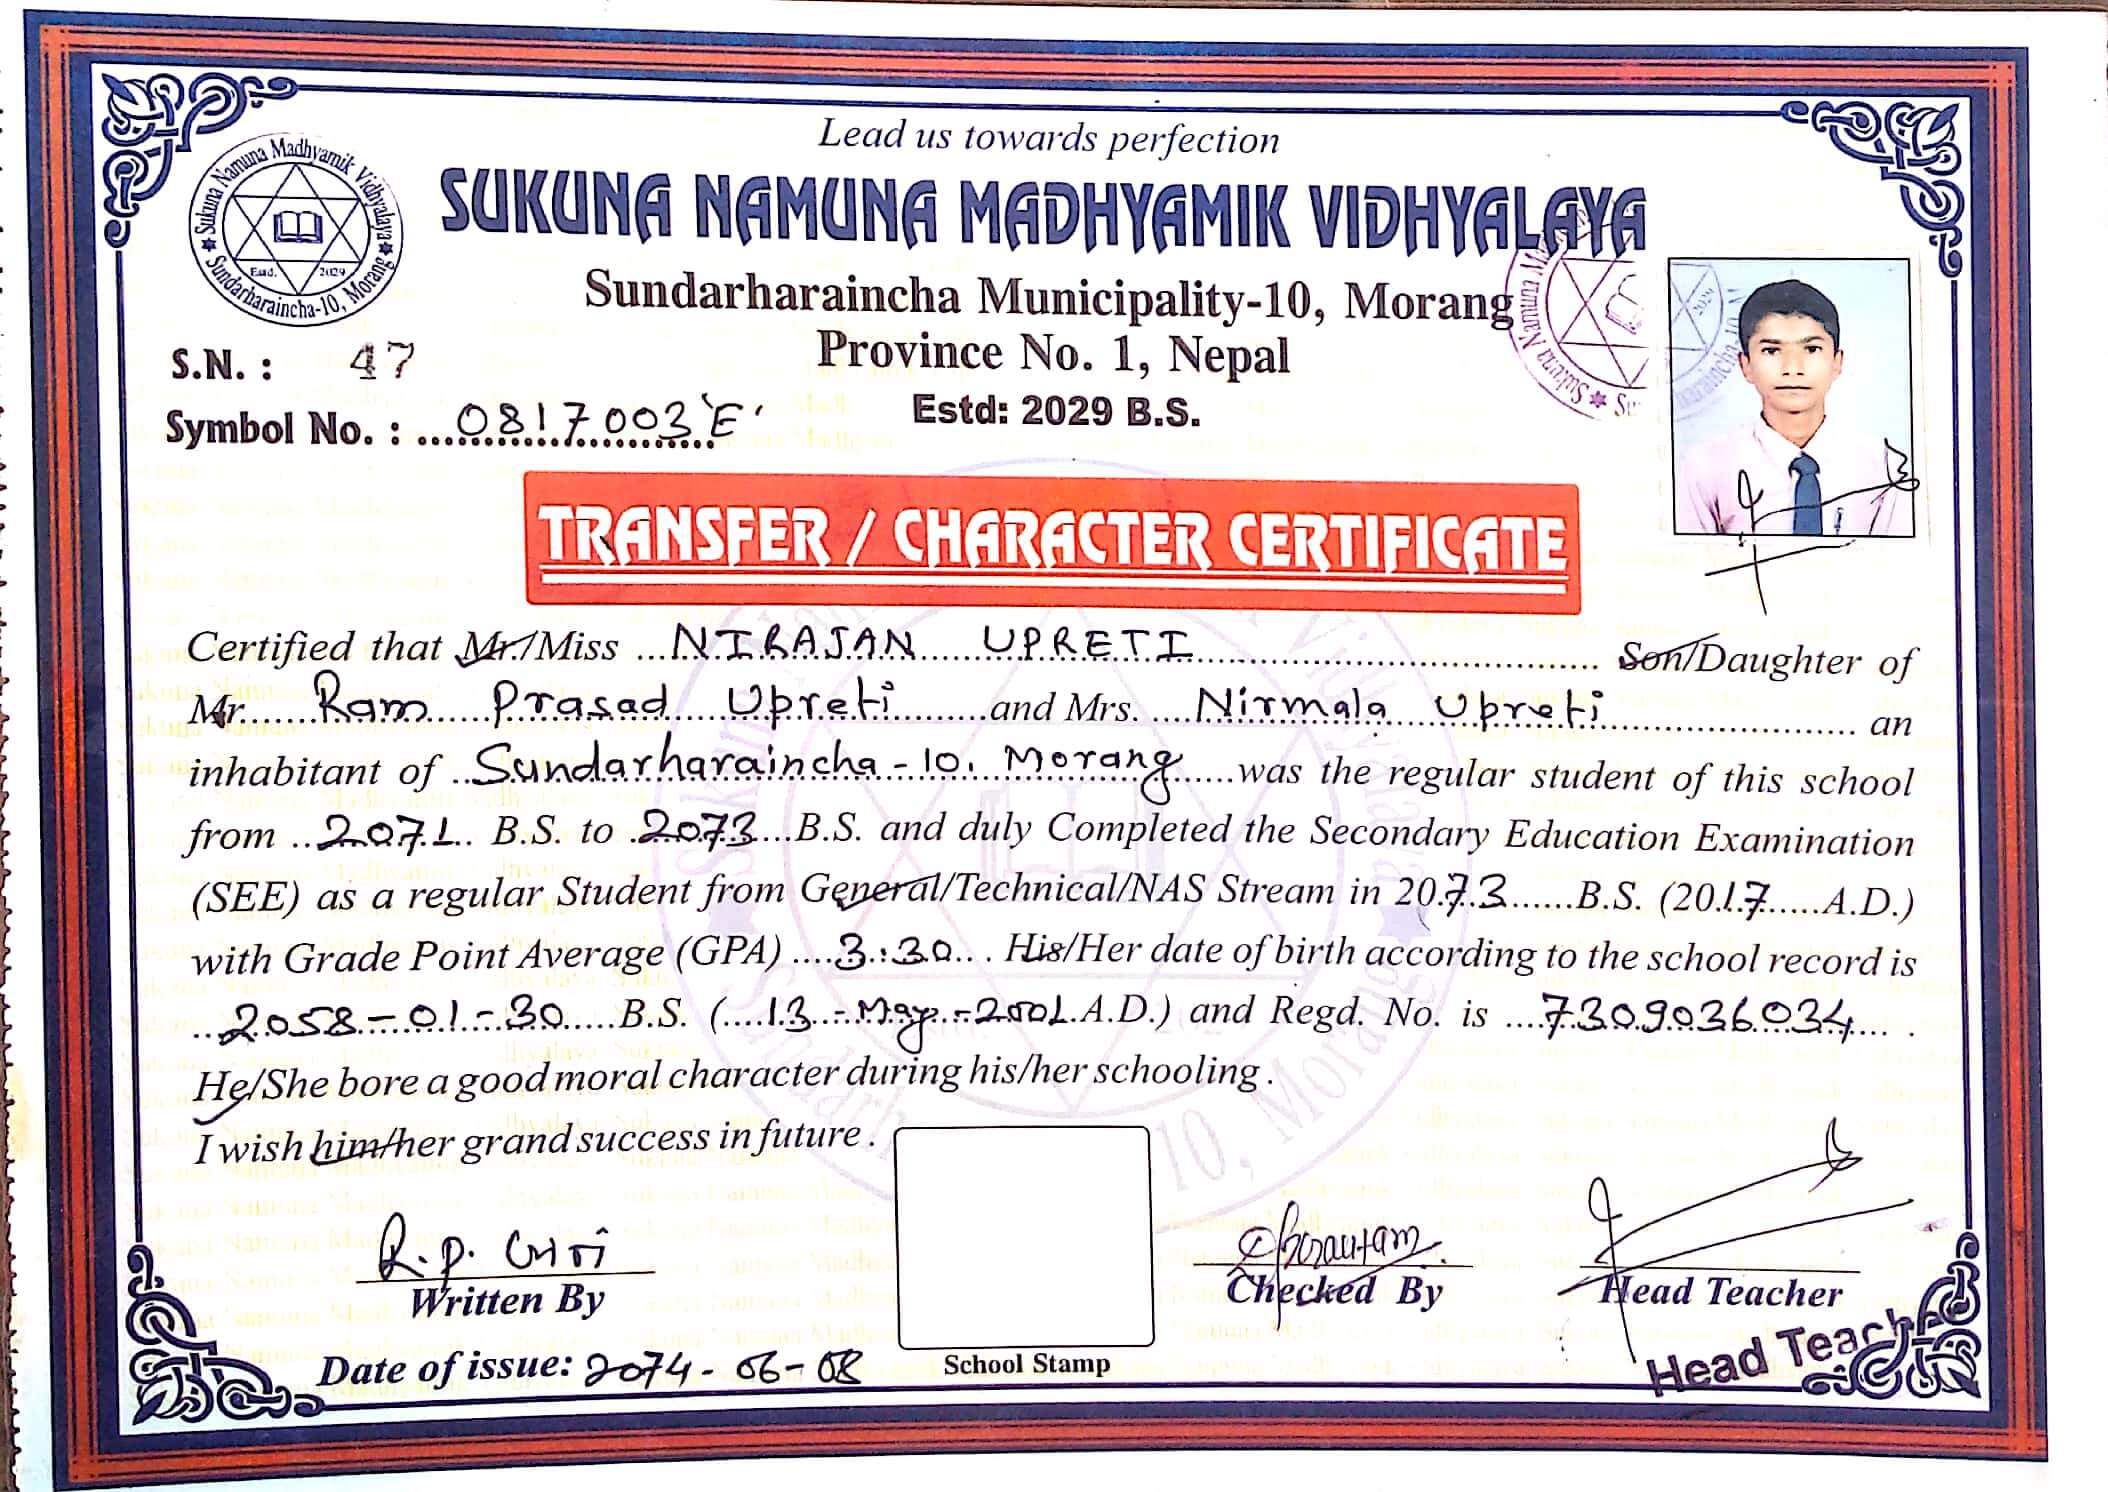 Lead us towards perfection
SUKUNA NAMUNA MADHYAMIK VIDHYALAYA
Sukuna Namuna Madhyamik Vidhyalaya
Sundarharaincha-10, Morang
Estd. 2029
Sundarharaincha Municipality-10, Morang
Province No. 1, Nepal
Estd: 2029 B.S.
S.N. : 47
Symbol No. : 0817003 'E'
TRANSFER / CHARACTER CERTIFICATE
Certified that Mr./Miss NIRAJAN UPRETI Son/Daughter of
Mr. Ram Prasad Upreti and Mrs. Nirmala Upreti an
inhabitant of Sundarharaincha - 10, Morang was the regular student of this school
from 2071 B.S. to 2073 B.S. and duly Completed the Secondary Education Examination
(SEE) as a regular Student from General/Technical/NAS Stream in 2073 B.S. (2017 A.D.)
with Grade Point Average (GPA) 3.30 . His/Her date of birth according to the school record is
2058-01-30 B.S. (13-May-2001 A.D.) and Regd. No. is 7309036034 .
He/She bore a good moral character during his/her schooling .
I wish him/her grand success in future .
R.P. Giri
Written By
Checked By
Head Teacher
Head Teacher
Date of issue: 2074-06-08
School Stamp